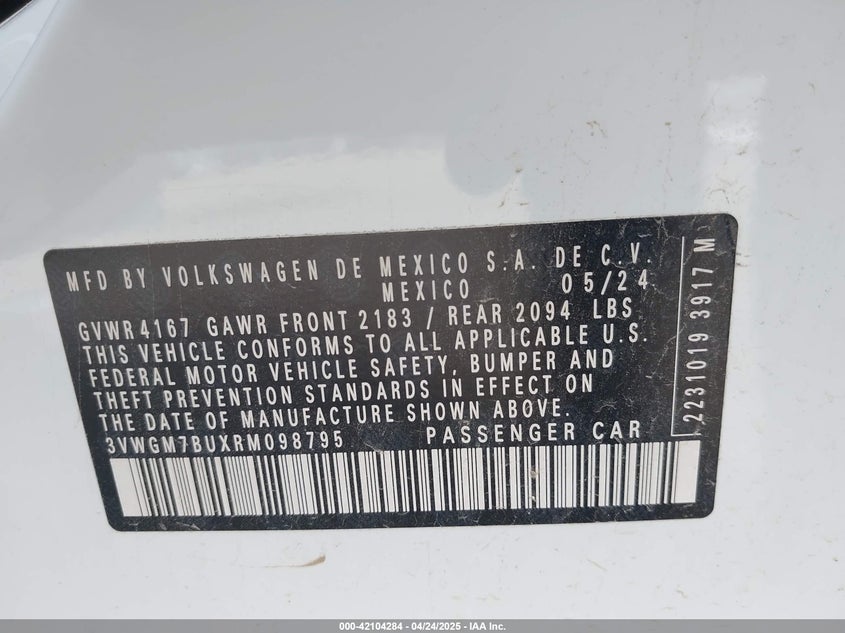 MFD BY VOLKSWAGEN DE MEXICO S.A. DE C.V.
MEXICO 05/24
GVWR 4167 GAWR FRONT 2183 / REAR 2094 LBS
THIS VEHICLE CONFORMS TO ALL APPLICABLE U.S.
FEDERAL MOTOR VEHICLE SAFETY, BUMPER AND
THEFT PREVENTION STANDARDS IN EFFECT ON
THE DATE OF MANUFACTURE SHOWN ABOVE.
3VWGM7BUXRM098795 PASSENGER CAR
2231019 3917 M
000-42104284 - 04/24/2025 - IAA Inc.